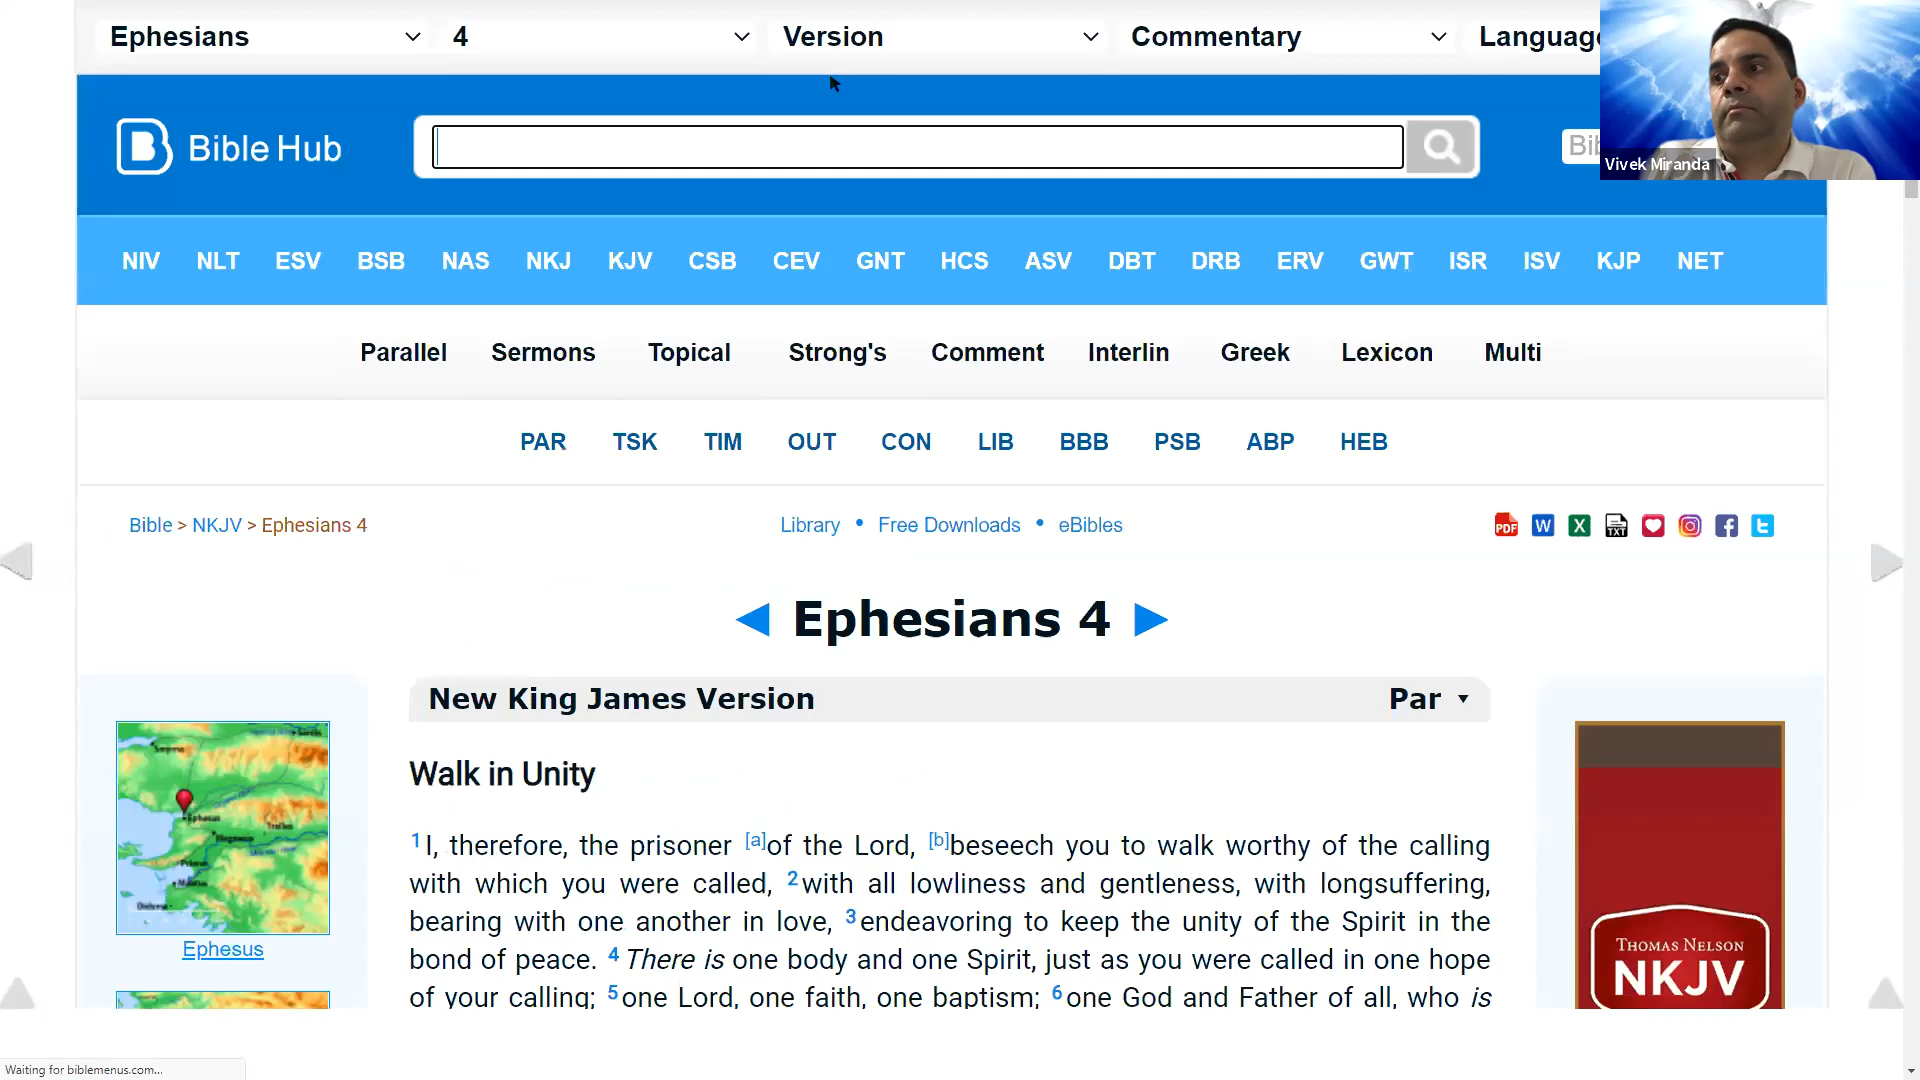 Ephesians 4 Version Commentary Language
Bible Hub
Bi
Vivek Miranda
NIV NLT ESV BSB NAS NKJ KJV CSB CEV GNT HCS ASV DBT DRB ERV GWT ISR ISV KJP NET
Parallel Sermons Topical Strong's Comment Interlin Greek Lexicon Multi
PAR TSK TIM OUT CON LIB BBB PSB ABP HEB
Bible > NKJV > Ephesians 4 Library • Free Downloads • eBibles
PDF W X TXT
◄ Ephesians 4 ►
New King James Version Par ▼
Walk in Unity
1 I, therefore, the prisoner [a]of the Lord, [b]beseech you to walk worthy of the calling
with which you were called, 2 with all lowliness and gentleness, with longsuffering,
bearing with one another in love, 3 endeavoring to keep the unity of the Spirit in the
bond of peace. 4 There is one body and one Spirit, just as you were called in one hope
of your calling; 5 one Lord, one faith, one baptism; 6 one God and Father of all, who is
Ephesus
Ephesus
THOMAS NELSON
NKJV
Waiting for biblemenus.com...